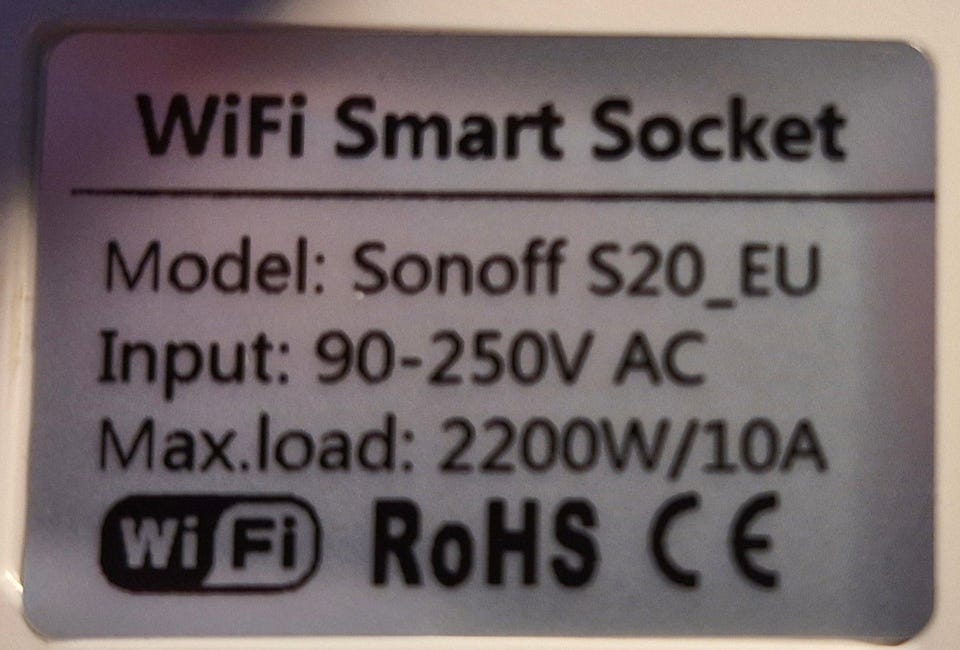 WiFi Smart Socket
Model: Sonoff S20_EU
Input: 90-250V AC
Max.load: 2200W/10A
WiFi RoHS CE